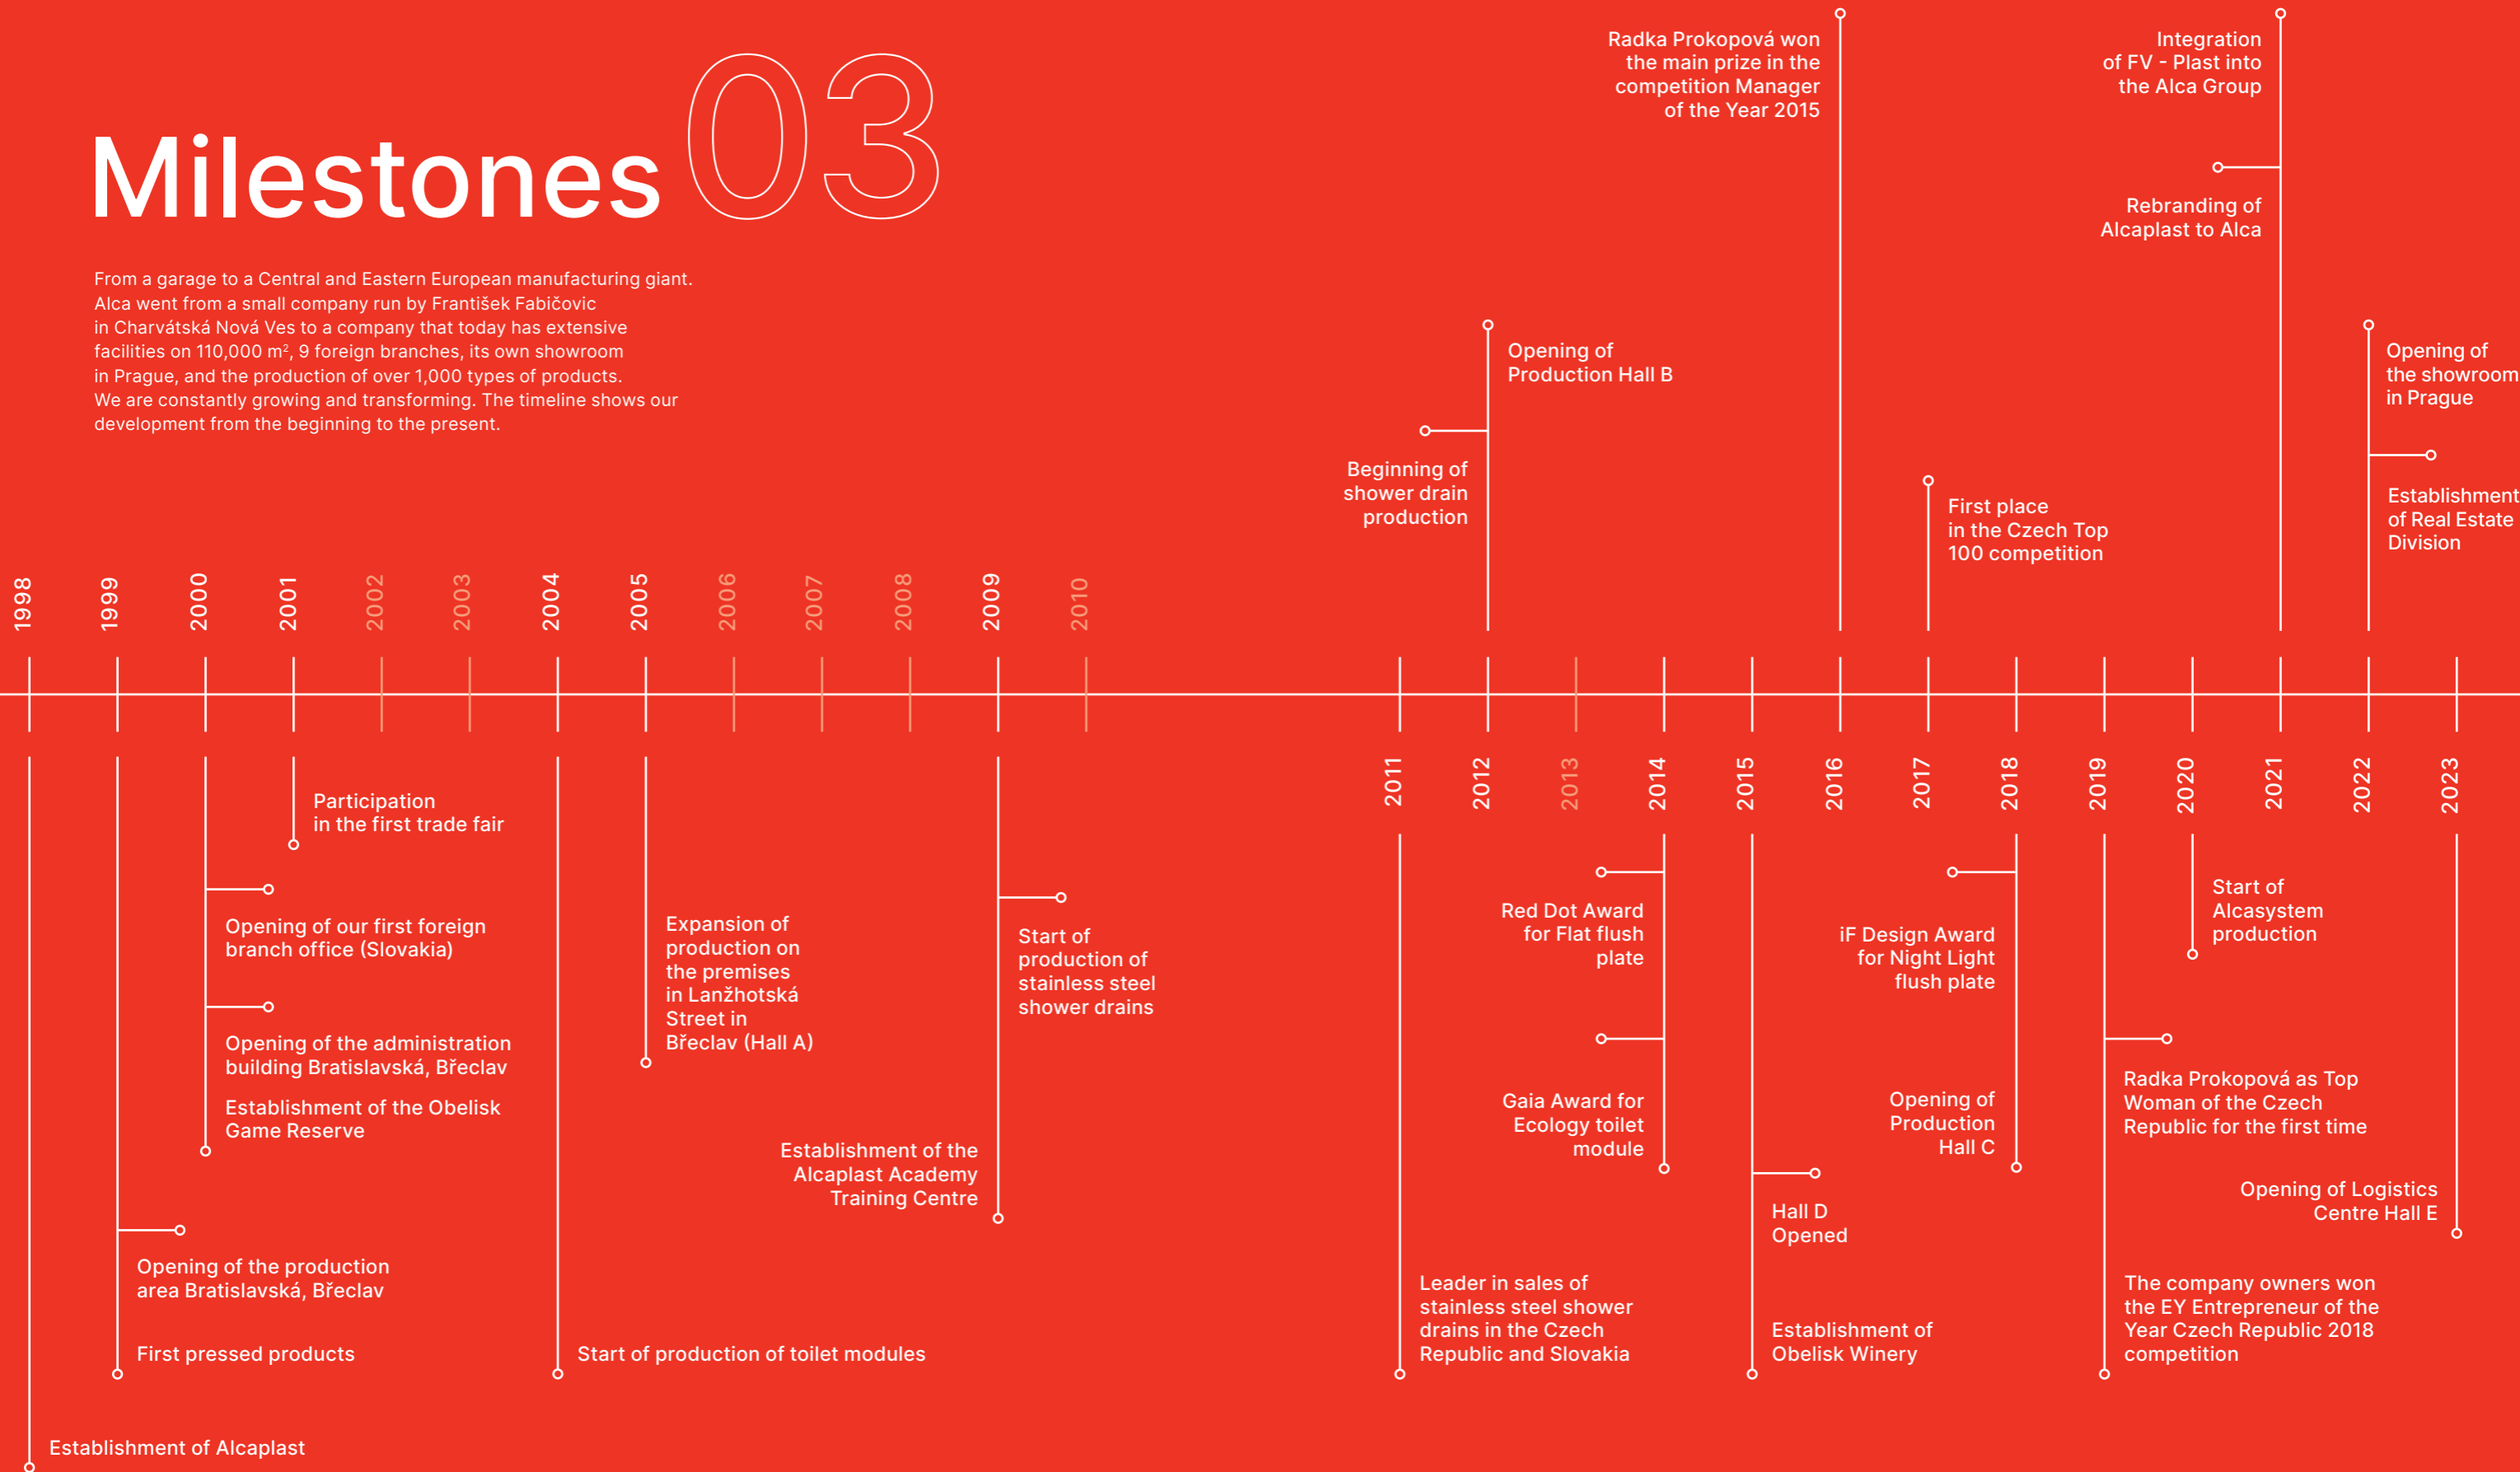 Milestones 03
From a garage to a Central and Eastern European manufacturing giant.
Alca went from a small company run by František Fabičovic
in Charvátská Nová Ves to a company that today has extensive
facilities on 110,000 m², 9 foreign branches, its own showroom
in Prague, and the production of over 1,000 types of products.
We are constantly growing and transforming. The timeline shows our
development from the beginning to the present.
1998
Establishment of Alcaplast
1999
Opening of the production
area Bratislavská, Břeclav
First pressed products
2000
Opening of our first foreign
branch office (Slovakia)
Opening of the administration
building Bratislavská, Břeclav
Establishment of the Obelisk
Game Reserve
2001
Participation
in the first trade fair
2002
2003
2004
Start of production of toilet modules
2005
Expansion of
production on
the premises
in Lanžhotská
Street in
Břeclav (Hall A)
2006
2007
2008
2009
Start of
production of
stainless steel
shower drains
Establishment of the
Alcaplast Academy
Training Centre
2010
2011
Leader in sales of
stainless steel shower
drains in the Czech
Republic and Slovakia
2012
Opening of
Production Hall B
Beginning of
shower drain
production
2013
2014
Red Dot Award
for Flat flush
plate
Gaia Award for
Ecology toilet
module
2015
Hall D
Opened
Establishment of
Obelisk Winery
2016
Radka Prokopová won
the main prize in the
competition Manager
of the Year 2015
2017
First place
in the Czech Top
100 competition
2018
iF Design Award
for Night Light
flush plate
Opening of
Production
Hall C
2019
Radka Prokopová as Top
Woman of the Czech
Republic for the first time
The company owners won
the EY Entrepreneur of the
Year Czech Republic 2018
competition
2020
Start of
Alcasystem
production
2021
Integration
of FV - Plast into
the Alca Group
Rebranding of
Alcaplast to Alca
2022
Opening of
the showroom
in Prague
Establishment
of Real Estate
Division
2023
Opening of Logistics
Centre Hall E